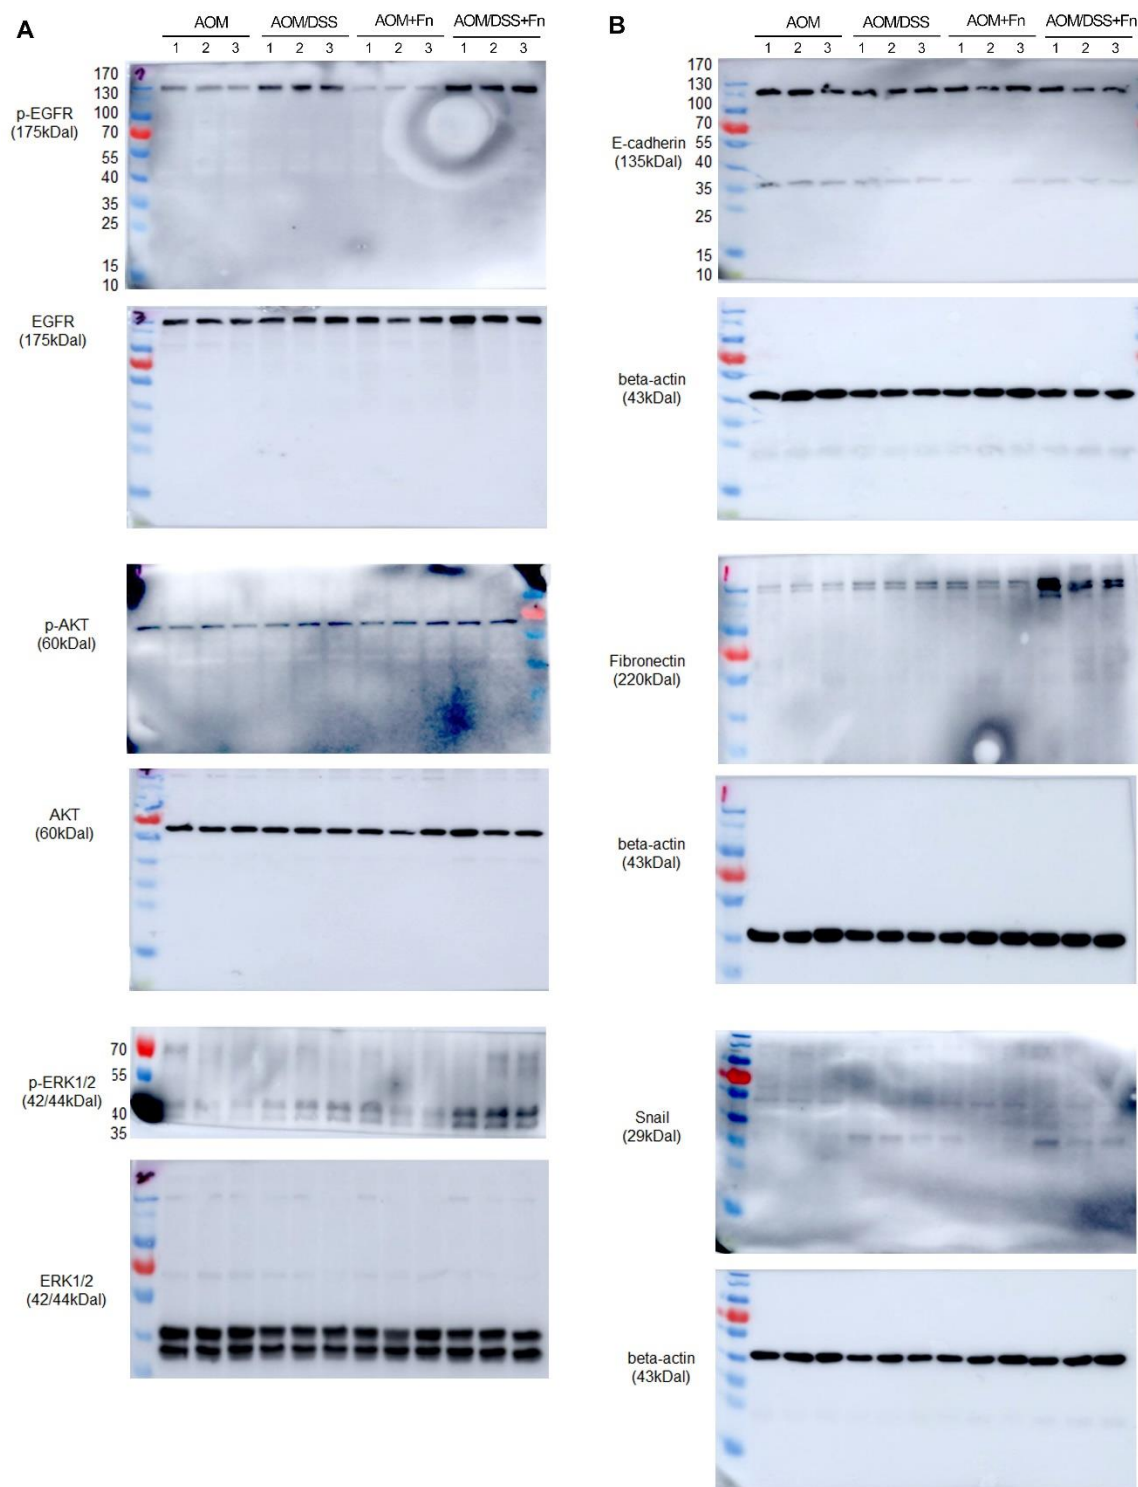 A
AOM AOM/DSS AOM+Fn AOM/DSS+Fn
1 2 3 1 2 3 1 2 3 1 2 3
p-EGFR
(175kDal)
170
130
100
70
55
40
35
25
15
10
EGFR
(175kDal)
p-AKT
(60kDal)
AKT
(60kDal)
p-ERK1/2
(42/44kDal)
70
55
40
35
ERK1/2
(42/44kDal)
B
AOM AOM/DSS AOM+Fn AOM/DSS+Fn
1 2 3 1 2 3 1 2 3 1 2 3
E-cadherin
(135kDal)
170
130
100
70
55
40
35
25
15
10
beta-actin
(43kDal)
Fibronectin
(220kDal)
beta-actin
(43kDal)
Snail
(29kDal)
beta-actin
(43kDal)